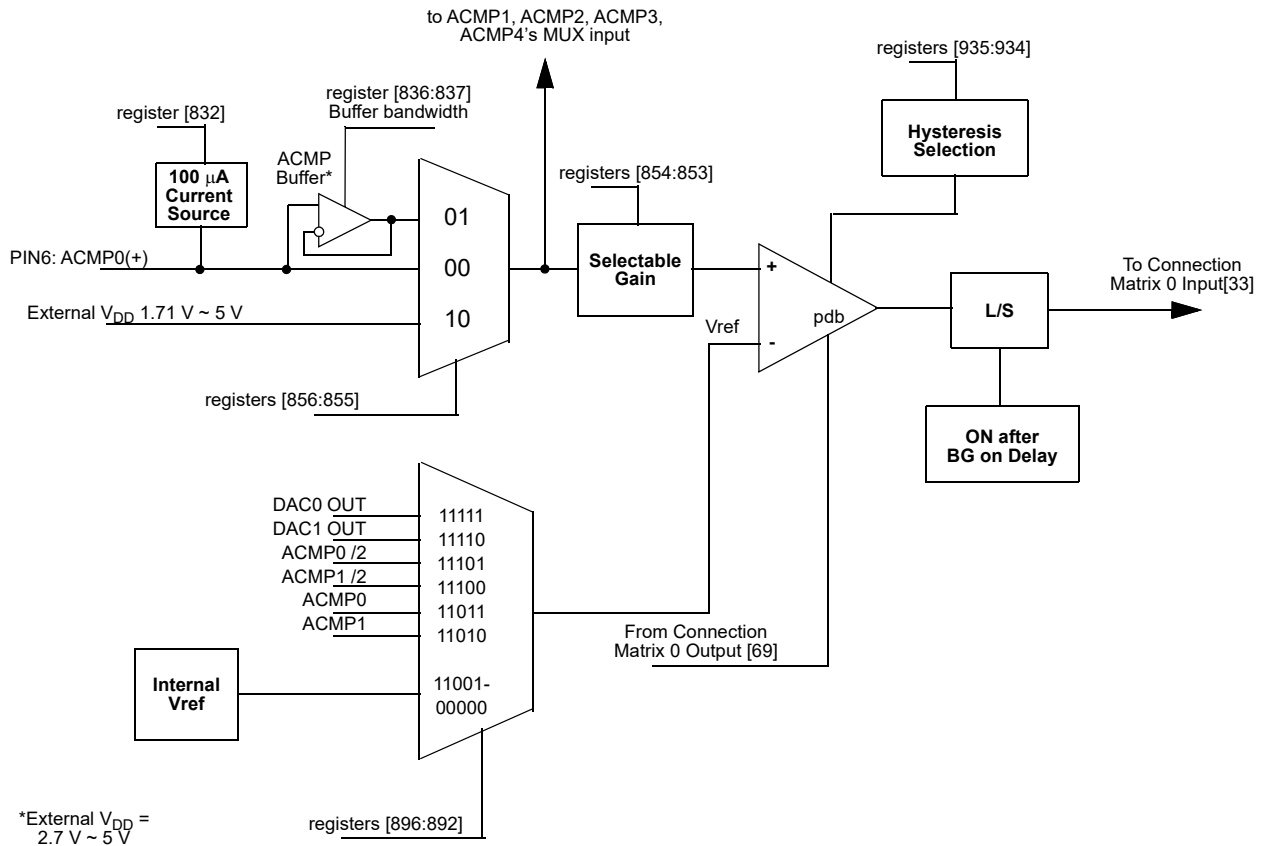 to ACMP1, ACMP2, ACMP3,
ACMP4's MUX input
registers [935:934]
register [836:837]
Buffer bandwidth
register [832]
Hysteresis
Selection
ACMP
Buffer*
100 μA
Current
Source
registers [854:853]
01
PIN6: ACMP0(+)
00
Selectable
Gain
+
To Connection
Matrix 0 Input[33]
External VDD 1.71 V ~ 5 V
10
Vref
pdb
L/S
-
registers [856:855]
ON after
BG on Delay
DAC0 OUT
11111
DAC1 OUT
11110
ACMP0 /2
11101
ACMP1 /2
11100
ACMP0
11011
ACMP1
11010
From Connection
Matrix 0 Output [69]
Internal
Vref
11001-
00000
*External VDD =
2.7 V ~ 5 V
registers [896:892]